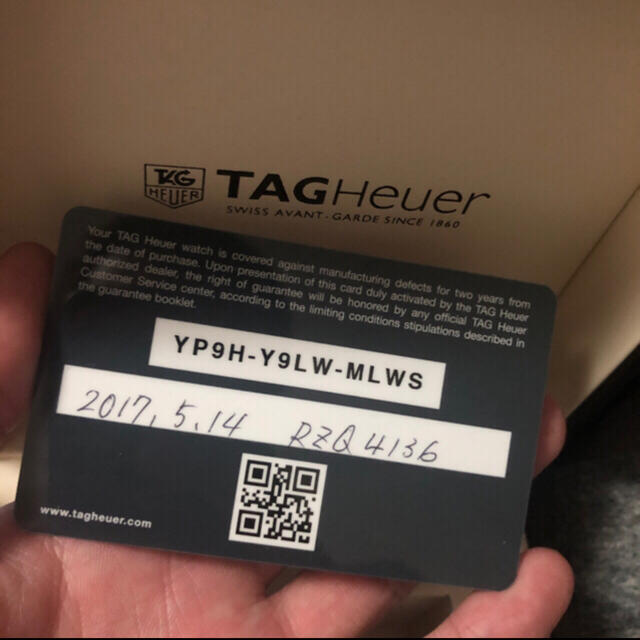 TAG
HEUER
TAGHeuer
SWISS AVANT-GARDE SINCE 1860
Your TAG Heuer watch is covered against manufacturing defects for two years from
the date of purchase. Upon presentation of this card duly activated by the TAG Heuer
authorized dealer, the right of guarantee will be honored by any official TAG Heuer
Customer Service center, according to the limiting conditions stipulations described in
the guarantee booklet.
YP9H-Y9LW-MLWS
2017, 5.14 RZQ 4136
www.tagheuer.com